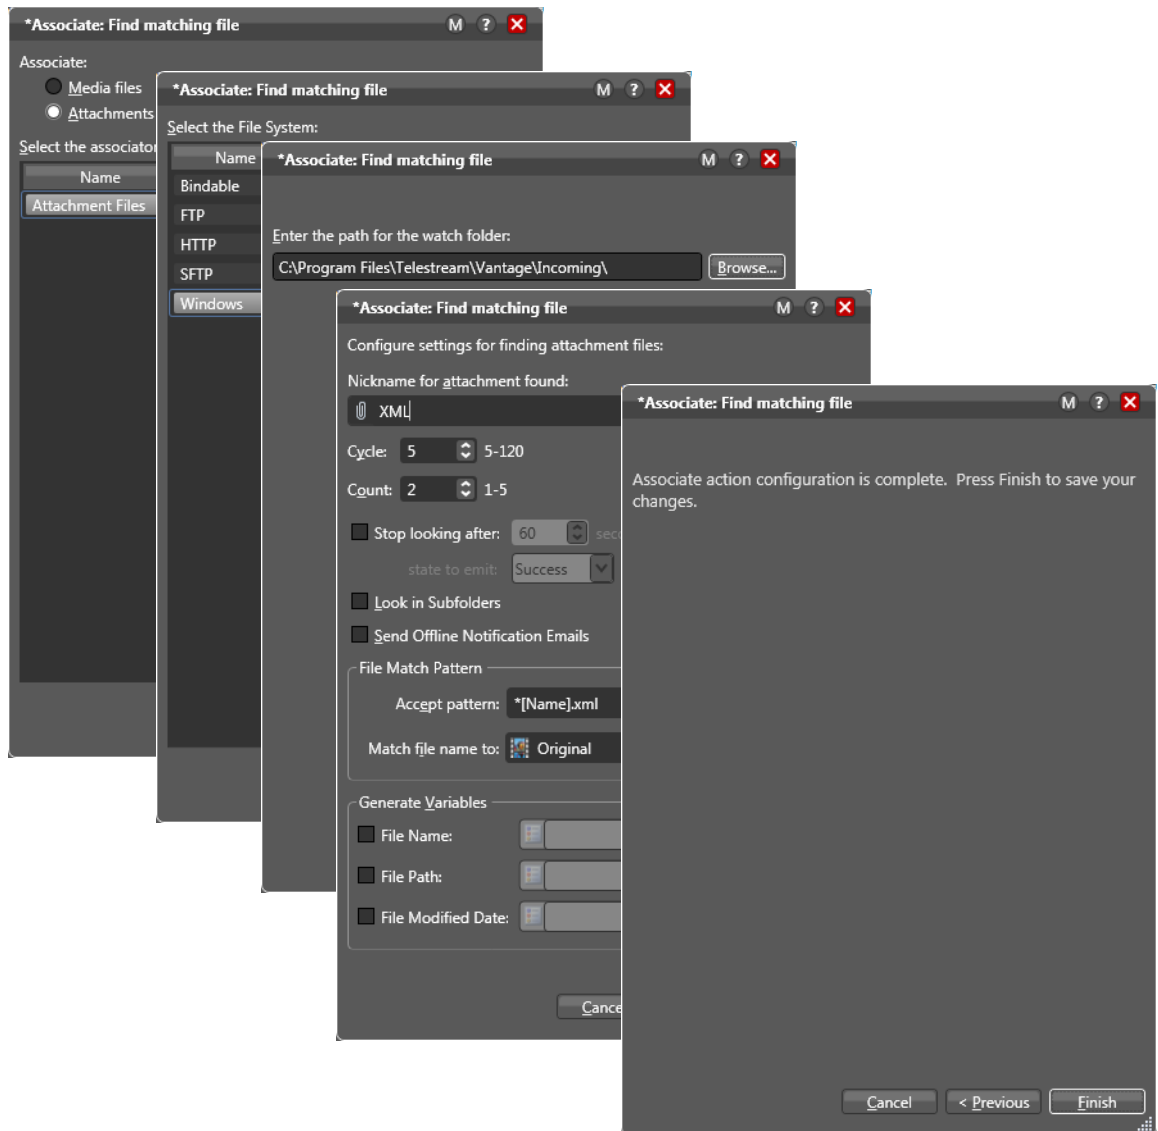 *Associate: Find matching file M ?
Associate:
Media files
Attachments
Select the associator
Name
Attachment Files
*Associate: Find matching file M ?
Select the File System:
Name
Bindable
FTP
HTTP
SFTP
Windows
*Associate: Find matching file M ?
Enter the path for the watch folder:
C:\Program Files\Telestream\Vantage\Incoming\ Browse...
*Associate: Find matching file M ?
Configure settings for finding attachment files:
Nickname for attachment found:
XML
Cycle: 5 5-120
Count: 2 1-5
Stop looking after: 60 seco
state to emit: Success
Look in Subfolders
Send Offline Notification Emails
File Match Pattern
Accept pattern: *[Name].xml
Match file name to: Original
Generate Variables
File Name:
File Path:
File Modified Date:
Cance
*Associate: Find matching file M ?
Associate action configuration is complete. Press Finish to save your
changes.
Cancel < Previous Finish